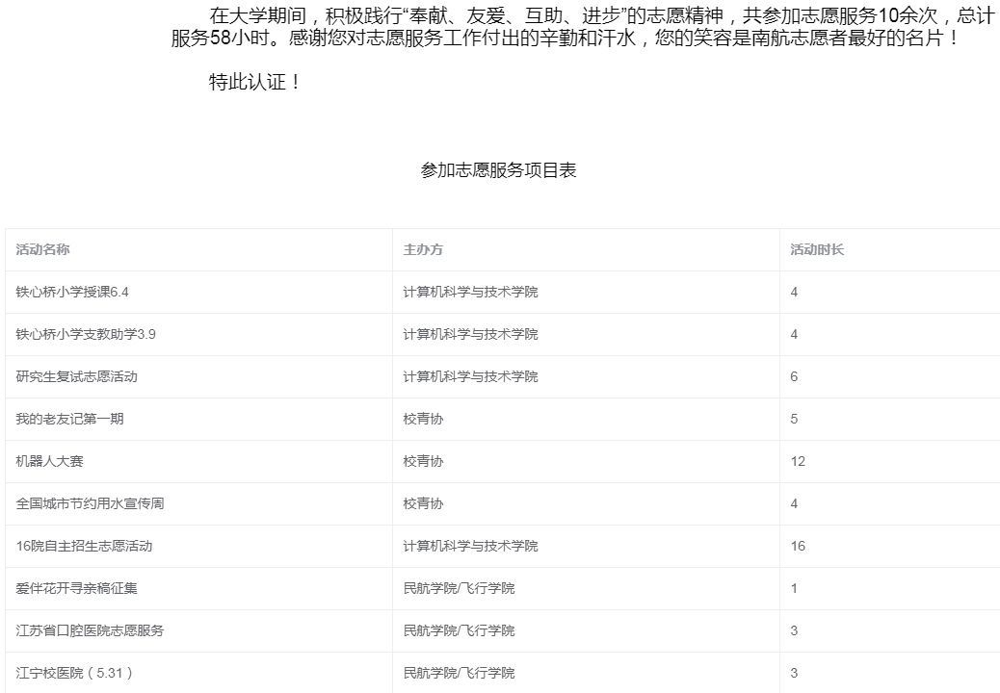 在大学期间，积极践行“奉献、友爱、互助、进步”的志愿精神，共参加志愿服务10余次，总计
服务58小时。感谢您对志愿服务工作付出的辛勤和汗水，您的笑容是南航志愿者最好的名片！
特此认证！
参加志愿服务项目表
活动名称 主办方 活动时长
铁心桥小学授课6.4 计算机科学与技术学院 4
铁心桥小学支教助学3.9 计算机科学与技术学院 4
研究生复试志愿活动 计算机科学与技术学院 6
我的老友记第一期 校青协 5
机器人大赛 校青协 12
全国城市节约用水宣传周 校青协 4
16院自主招生志愿活动 计算机科学与技术学院 16
爱伴花开寻亲稿征集 民航学院/飞行学院 1
江苏省口腔医院志愿服务 民航学院/飞行学院 3
江宁校医院（5.31） 民航学院/飞行学院 3